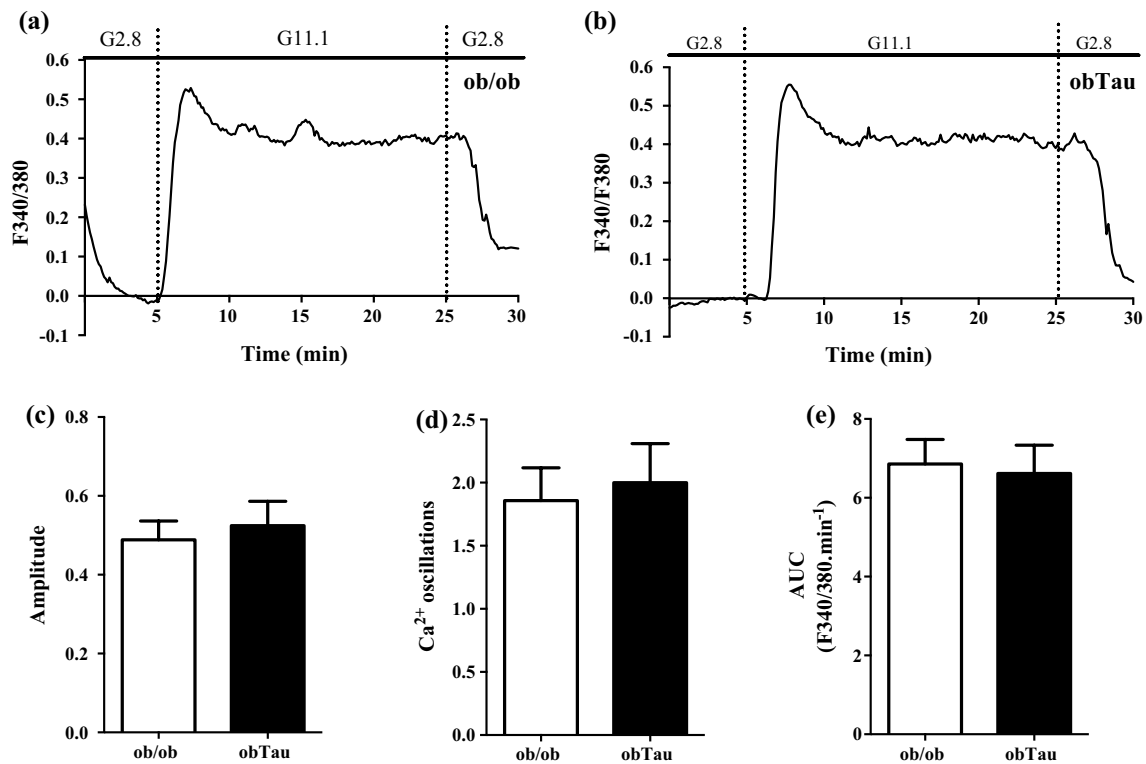 (a)
G2.8 G11.1 G2.8
ob/ob
F340/380
0.6
0.5
0.4
0.3
0.2
0.1
0.0
-0.1
5 10 15 20 25 30
Time (min)
(b)
G2.8 G11.1 G2.8
obTau
F340/F380
0.6
0.5
0.4
0.3
0.2
0.1
0.0
-0.1
5 10 15 20 25 30
Time (min)
(c)
Amplitude
0.8
0.6
0.4
0.2
0.0
ob/ob obTau
(d)
Ca²⁺ oscillations
2.5
2.0
1.5
1.0
0.5
0.0
ob/ob obTau
(e)
AUC
(F340/380.min⁻¹)
8
6
4
2
0
ob/ob obTau